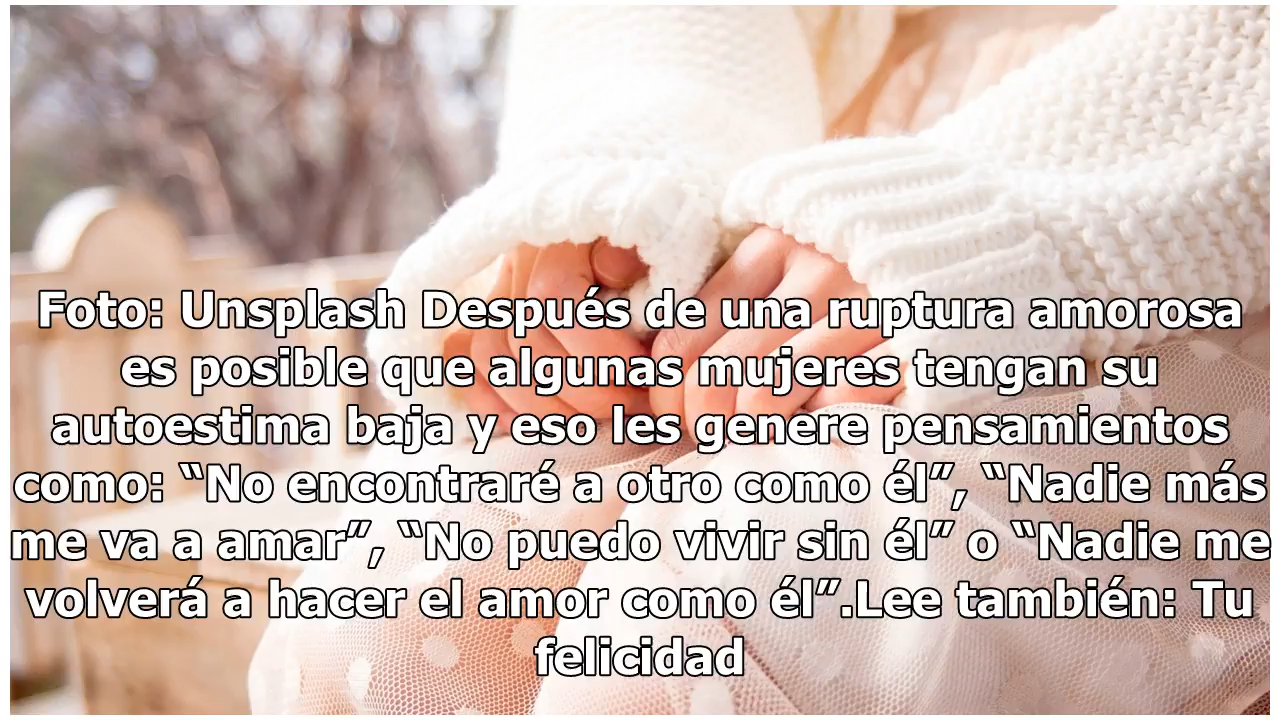 Foto: Unsplash Después de una ruptura amorosa
es posible que algunas mujeres tengan su
autoestima baja y eso les genere pensamientos
como: “No encontraré a otro como él”, “Nadie más
me va a amar”, “No puedo vivir sin él” o “Nadie me
volverá a hacer el amor como él”.Lee también: Tu
felicidad